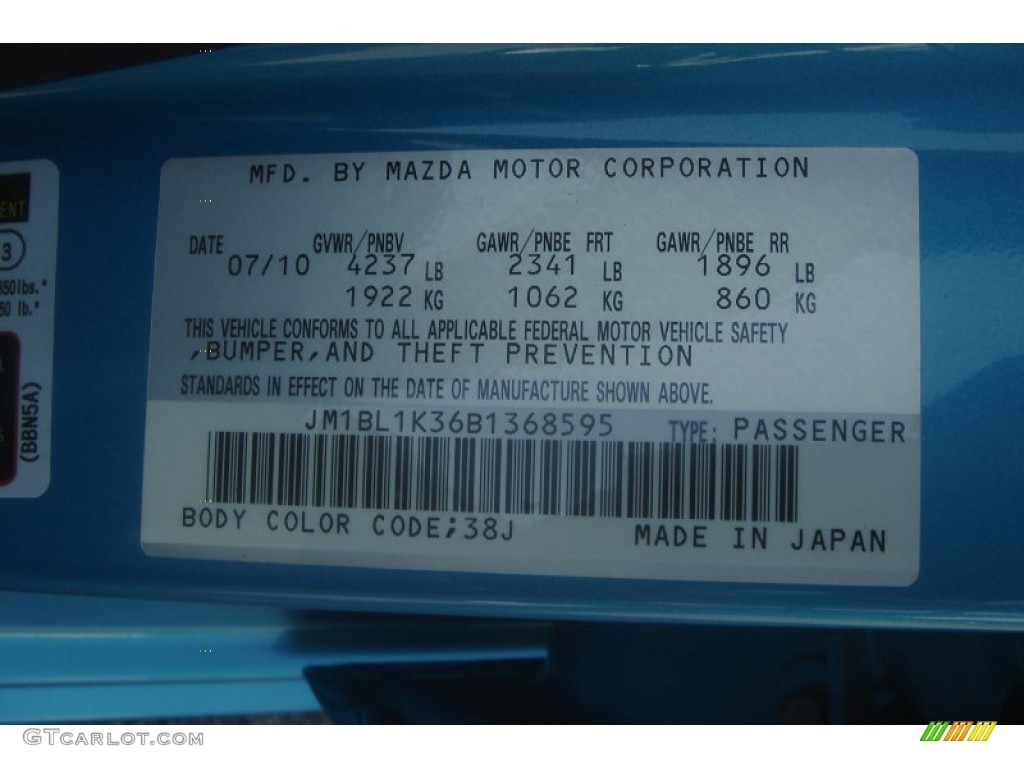 MFD. BY MAZDA MOTOR CORPORATION
DATE GVWR/PNBV GAWR/PNBE FRT GAWR/PNBE RR
07/10 4237 LB 2341 LB 1896 LB
1922 KG 1062 KG 860 KG
THIS VEHICLE CONFORMS TO ALL APPLICABLE FEDERAL MOTOR VEHICLE SAFETY
,BUMPER,AND THEFT PREVENTION
STANDARDS IN EFFECT ON THE DATE OF MANUFACTURE SHOWN ABOVE.
JM1BL1K36B1368595 TYPE: PASSENGER
BODY COLOR CODE;38J MADE IN JAPAN
3
(BBN5A)
GTcarlot.com